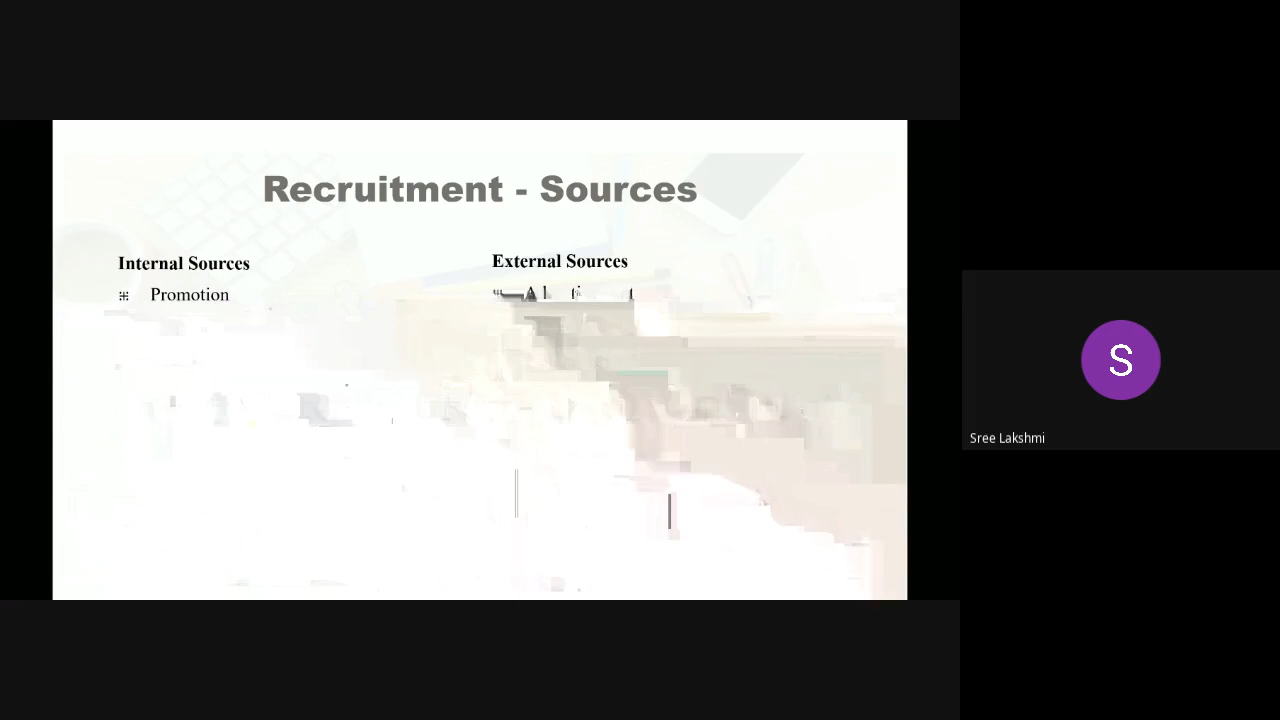 Recruitment - Sources
Internal Sources
Promotion
External Sources
S
Sree Lakshmi